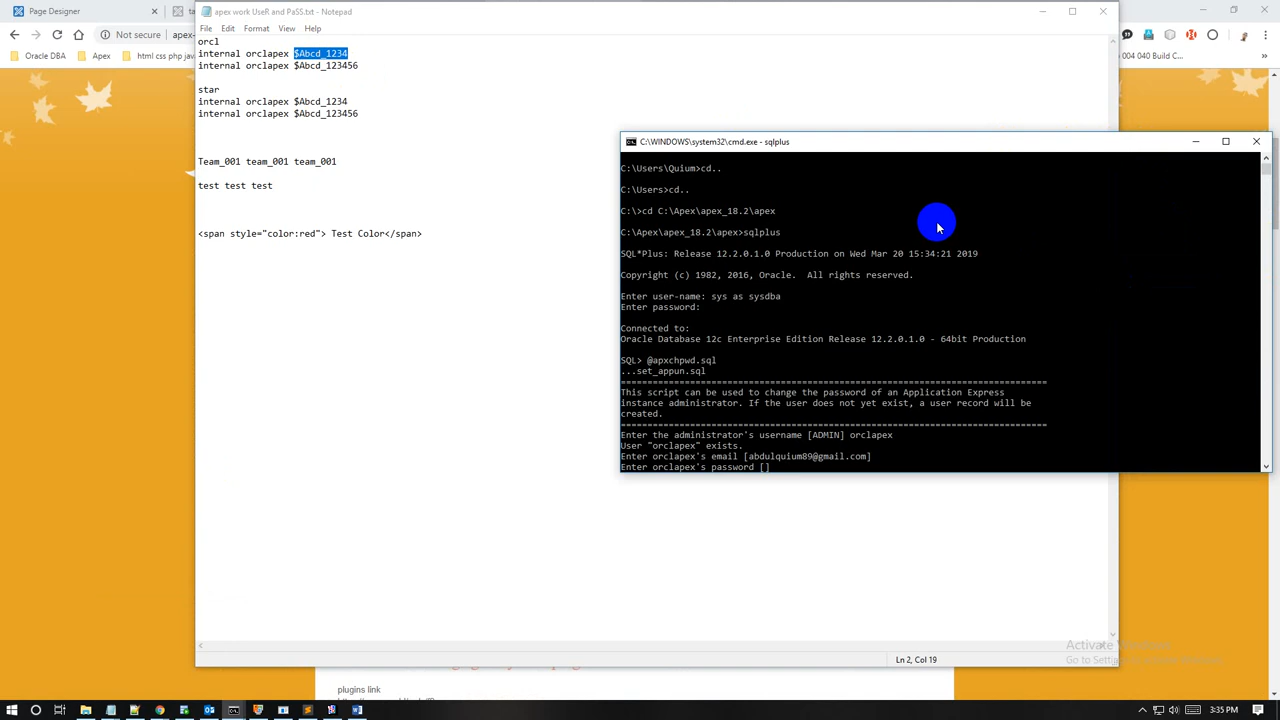 Page Designer
Not secure
Oracle DBA
Apex
html css php jav
004 040 Build C...
»
apex work UseR and PaSS.txt - Notepad
File Edit Format View Help
orcl
internal orclapex $Abcd_1234
internal orclapex $Abcd_123456
star
internal orclapex $Abcd_1234
internal orclapex $Abcd_123456
Team_001 team_001 team_001
test test test
<span style="color:red"> Test Color</span>
Ln 2, Col 19
C:\WINDOWS\system32\cmd.exe - sqlplus
C:\Users\Quium>cd..
C:\Users>cd..
C:\>cd C:\Apex\apex_18.2\apex
C:\Apex\apex_18.2\apex>sqlplus
SQL*Plus: Release 12.2.0.1.0 Production on Wed Mar 20 15:34:21 2019
Copyright (c) 1982, 2016, Oracle.  All rights reserved.
Enter user-name: sys as sysdba
Enter password:
Connected to:
Oracle Database 12c Enterprise Edition Release 12.2.0.1.0 - 64bit Production
SQL> @apxchpwd.sql
...set_appun.sql
================================================================================
This script can be used to change the password of an Application Express
instance administrator. If the user does not yet exist, a user record will be
created.
================================================================================
Enter the administrator's username [ADMIN] orclapex
User "orclapex" exists.
Enter orclapex's email [abdulquium89@gmail.com]
Enter orclapex's password []
Activate Windows
plugins link
3:35 PM